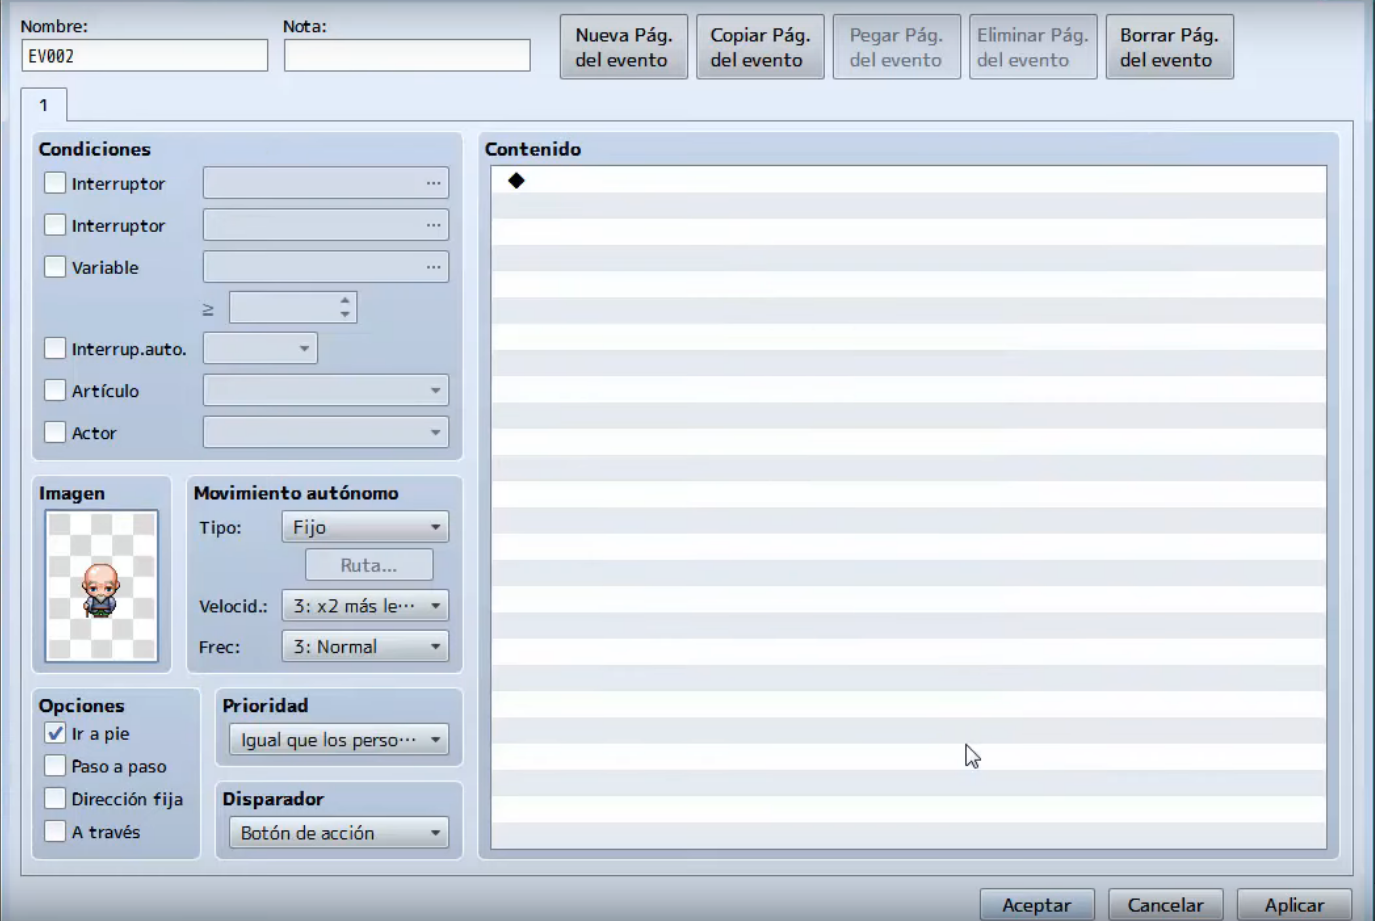 Nombre:
EV002
Nota:
Nueva Pág.
del evento
Copiar Pág.
del evento
Pegar Pág.
del evento
Eliminar Pág.
del evento
Borrar Pág.
del evento
1
Condiciones
Interruptor
...
Interruptor
...
Variable
...
≥
Interrup.auto.
Artículo
Actor
Imagen
Movimiento autónomo
Tipo:
Fijo
Ruta...
Velocid.:
3: x2 más le···
Frec:
3: Normal
Opciones
Ir a pie
Paso a paso
Dirección fija
A través
Prioridad
Igual que los perso···
Disparador
Botón de acción
Contenido
◆
Aceptar
Cancelar
Aplicar